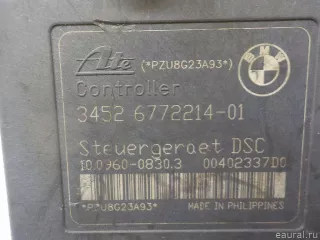 Ate (*PZU8G23A93*) BMW
Controller
3452 6772214-01
Steuergeraet DSC
10.0960-0830.3 00402337D0
*PZU8G23A93* MADE IN PHILIPPINES
eaural.ru